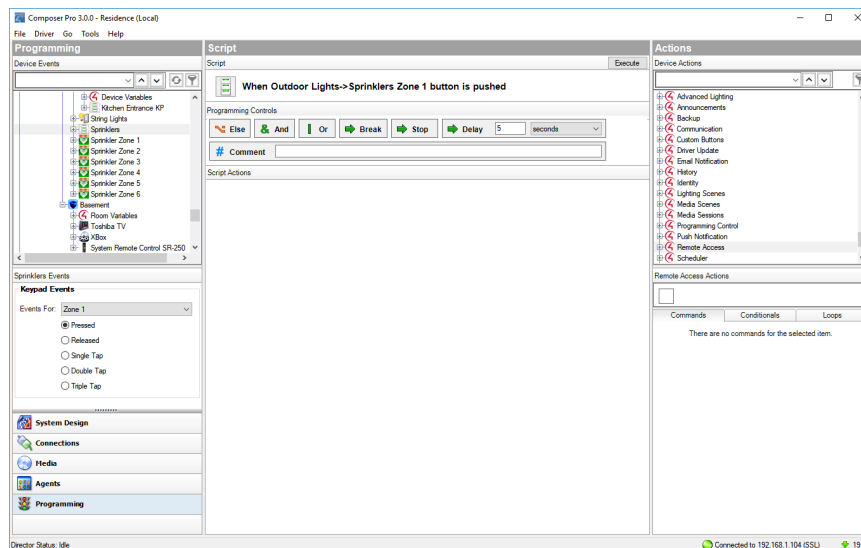 Composer Pro 3.0.0 - Residence (Local)
File Driver Go Tools Help
Programming
Device Events
Device Variables
Kitchen Entrance KP
String Lights
Sprinklers
Sprinkler Zone 1
Sprinkler Zone 2
Sprinkler Zone 3
Sprinkler Zone 4
Sprinkler Zone 5
Sprinkler Zone 6
Basement
Room Variables
Toshiba TV
XBox
System Remote Control SR-250
Sprinklers Events
Keypad Events
Events For: Zone 1
Pressed
Released
Single Tap
Double Tap
Triple Tap
System Design
Connections
Media
Agents
Programming
Script
Script Execute
When Outdoor Lights->Sprinklers Zone 1 button is pushed
Programming Controls
Else And Or Break Stop Delay 5 seconds
# Comment
Script Actions
Actions
Device Actions
Advanced Lighting
Announcements
Backup
Communication
Custom Buttons
Driver Update
Email Notification
History
Identity
Lighting Scenes
Media Scenes
Media Sessions
Programming Control
Push Notification
Remote Access
Scheduler
Remote Access Actions
Commands Conditionals Loops
There are no commands for the selected item.
Director Status: Idle
Connected to 192.168.1.104 (SSL) 19